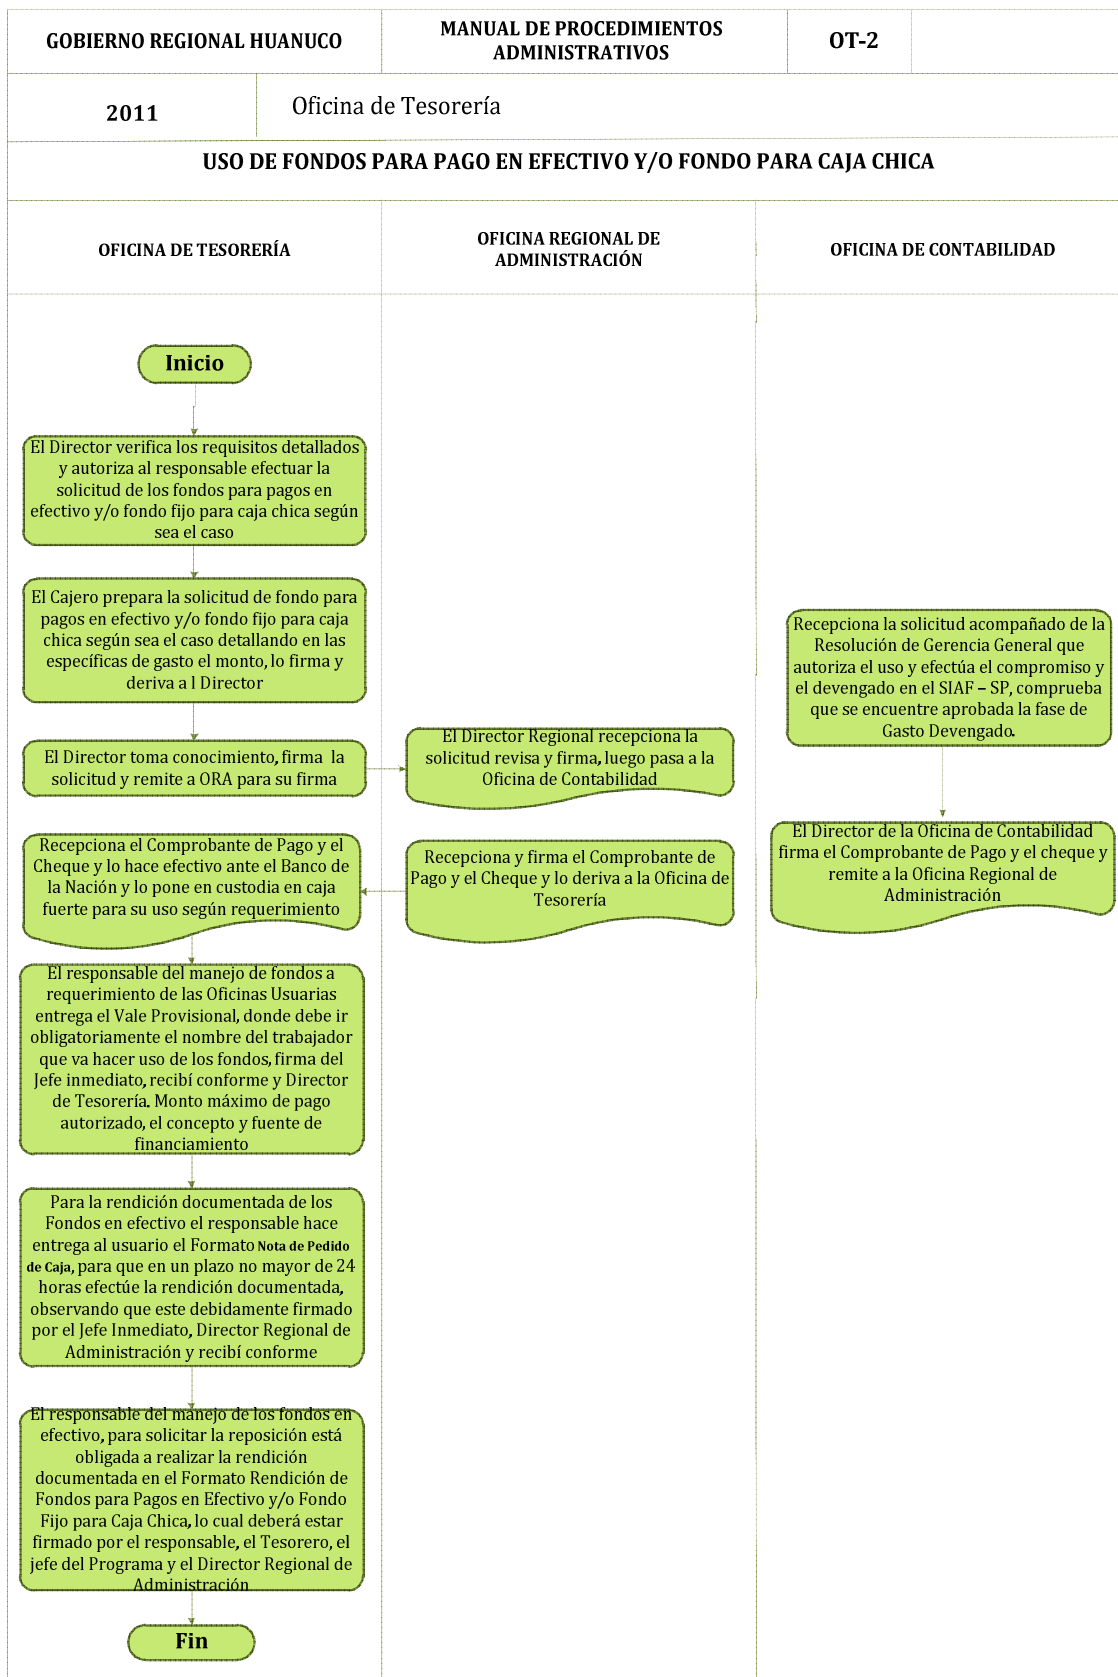 GOBIERNO REGIONAL HUANUCO
MANUAL DE PROCEDIMIENTOS
ADMINISTRATIVOS
OT-2
2011
Oficina de Tesorería
USO DE FONDOS PARA PAGO EN EFECTIVO Y/O FONDO PARA CAJA CHICA
OFICINA DE TESORERÍA
OFICINA REGIONAL DE
ADMINISTRACIÓN
OFICINA DE CONTABILIDAD
Inicio
El Director verifica los requisitos detallados
y autoriza al responsable efectuar la
solicitud de los fondos para pagos en
efectivo y/o fondo fijo para caja chica según
sea el caso
El Cajero prepara la solicitud de fondo para
pagos en efectivo y/o fondo fijo para caja
chica según sea el caso detallando en las
específicas de gasto el monto, lo firma y
deriva a l Director
El Director toma conocimiento, firma  la
solicitud y remite a ORA para su firma
El Director Regional recepciona la
solicitud revisa y firma, luego pasa a la
Oficina de Contabilidad
Recepciona la solicitud acompañado de la
Resolución de Gerencia General que
autoriza el uso y efectúa el compromiso y
el devengado en el SIAF – SP, comprueba
que se encuentre aprobada la fase de
Gasto Devengado.
El Director de la Oficina de Contabilidad
firma el Comprobante de Pago y el cheque y
remite a la Oficina Regional de
Administración
Recepciona y firma el Comprobante de
Pago y el Cheque y lo deriva a la Oficina de
Tesorería
Recepciona el Comprobante de Pago y el
Cheque y lo hace efectivo ante el Banco de
la Nación y lo pone en custodia en caja
fuerte para su uso según requerimiento
El responsable del manejo de fondos a
requerimiento de las Oficinas Usuarias
entrega el Vale Provisional, donde debe ir
obligatoriamente el nombre del trabajador
que va hacer uso de los fondos, firma del
Jefe inmediato, recibí conforme y Director
de Tesorería. Monto máximo de pago
autorizado, el concepto y fuente de
financiamiento
Para la rendición documentada de los
Fondos en efectivo el responsable hace
entrega al usuario el Formato Nota de Pedido
de Caja, para que en un plazo no mayor de 24
horas efectúe la rendición documentada,
observando que este debidamente firmado
por el Jefe Inmediato, Director Regional de
Administración y recibí conforme
El responsable del manejo de los fondos en
efectivo, para solicitar la reposición está
obligada a realizar la rendición
documentada en el Formato Rendición de
Fondos para Pagos en Efectivo y/o Fondo
Fijo para Caja Chica, lo cual deberá estar
firmado por el responsable, el Tesorero, el
jefe del Programa y el Director Regional de
Administración
Fin